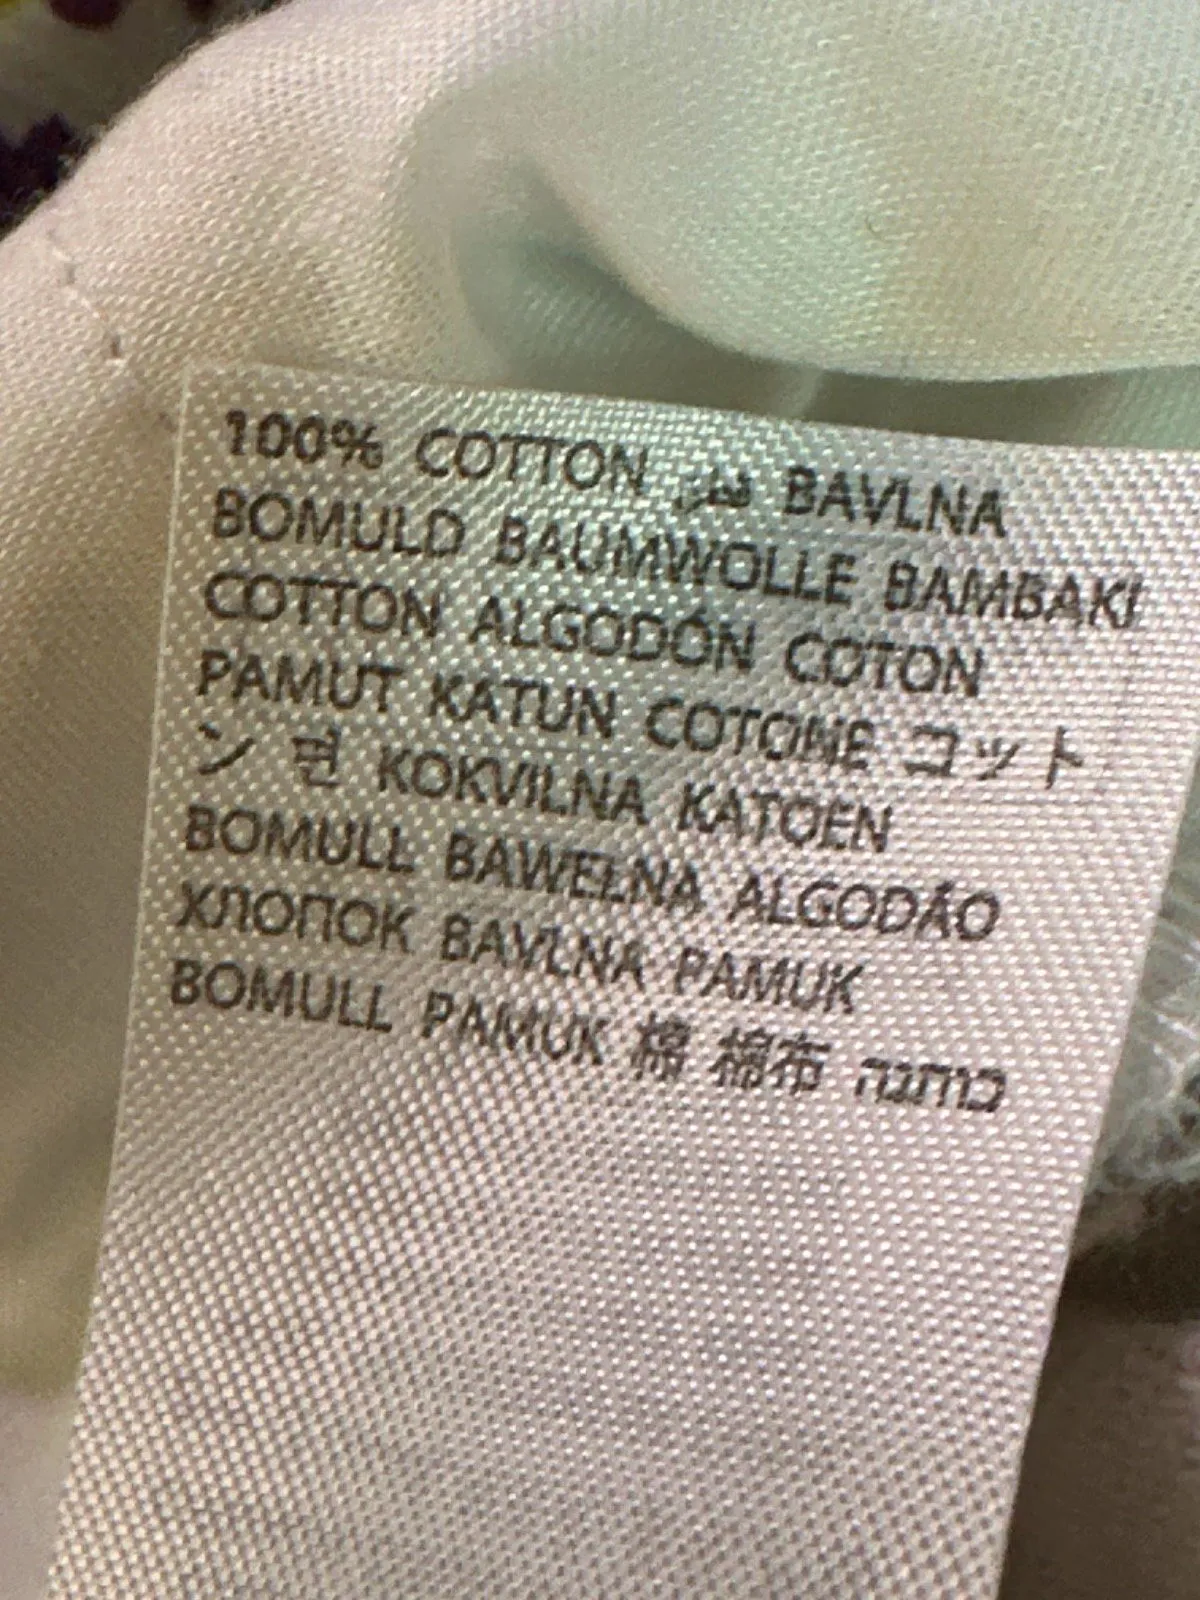 100% COTTON BAVLNA
BOMULD BAUMWOLLE BAMBAKI
COTTON ALGODÓN COTON
PAMUT KATUN COTONE コット
ン 면 KOKVILNA KATOEN
BOMULL BAWEŁNA ALGODÃO
ХЛОПОК BAVLNA PAMUK
BOMULL PAMUK 棉 棉布 כותנה